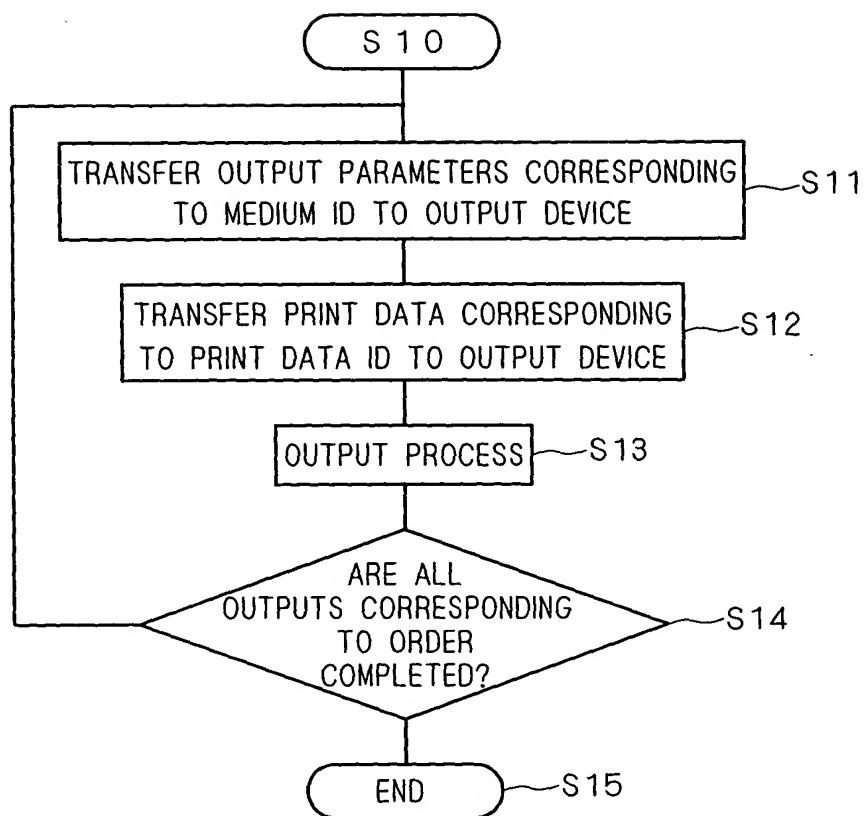 S10
TRANSFER OUTPUT PARAMETERS CORRESPONDING
TO MEDIUM ID TO OUTPUT DEVICE
S11
TRANSFER PRINT DATA CORRESPONDING
TO PRINT DATA ID TO OUTPUT DEVICE
S12
OUTPUT PROCESS
S13
ARE ALL
OUTPUTS CORRESPONDING
TO ORDER
COMPLETED?
S14
END
S15